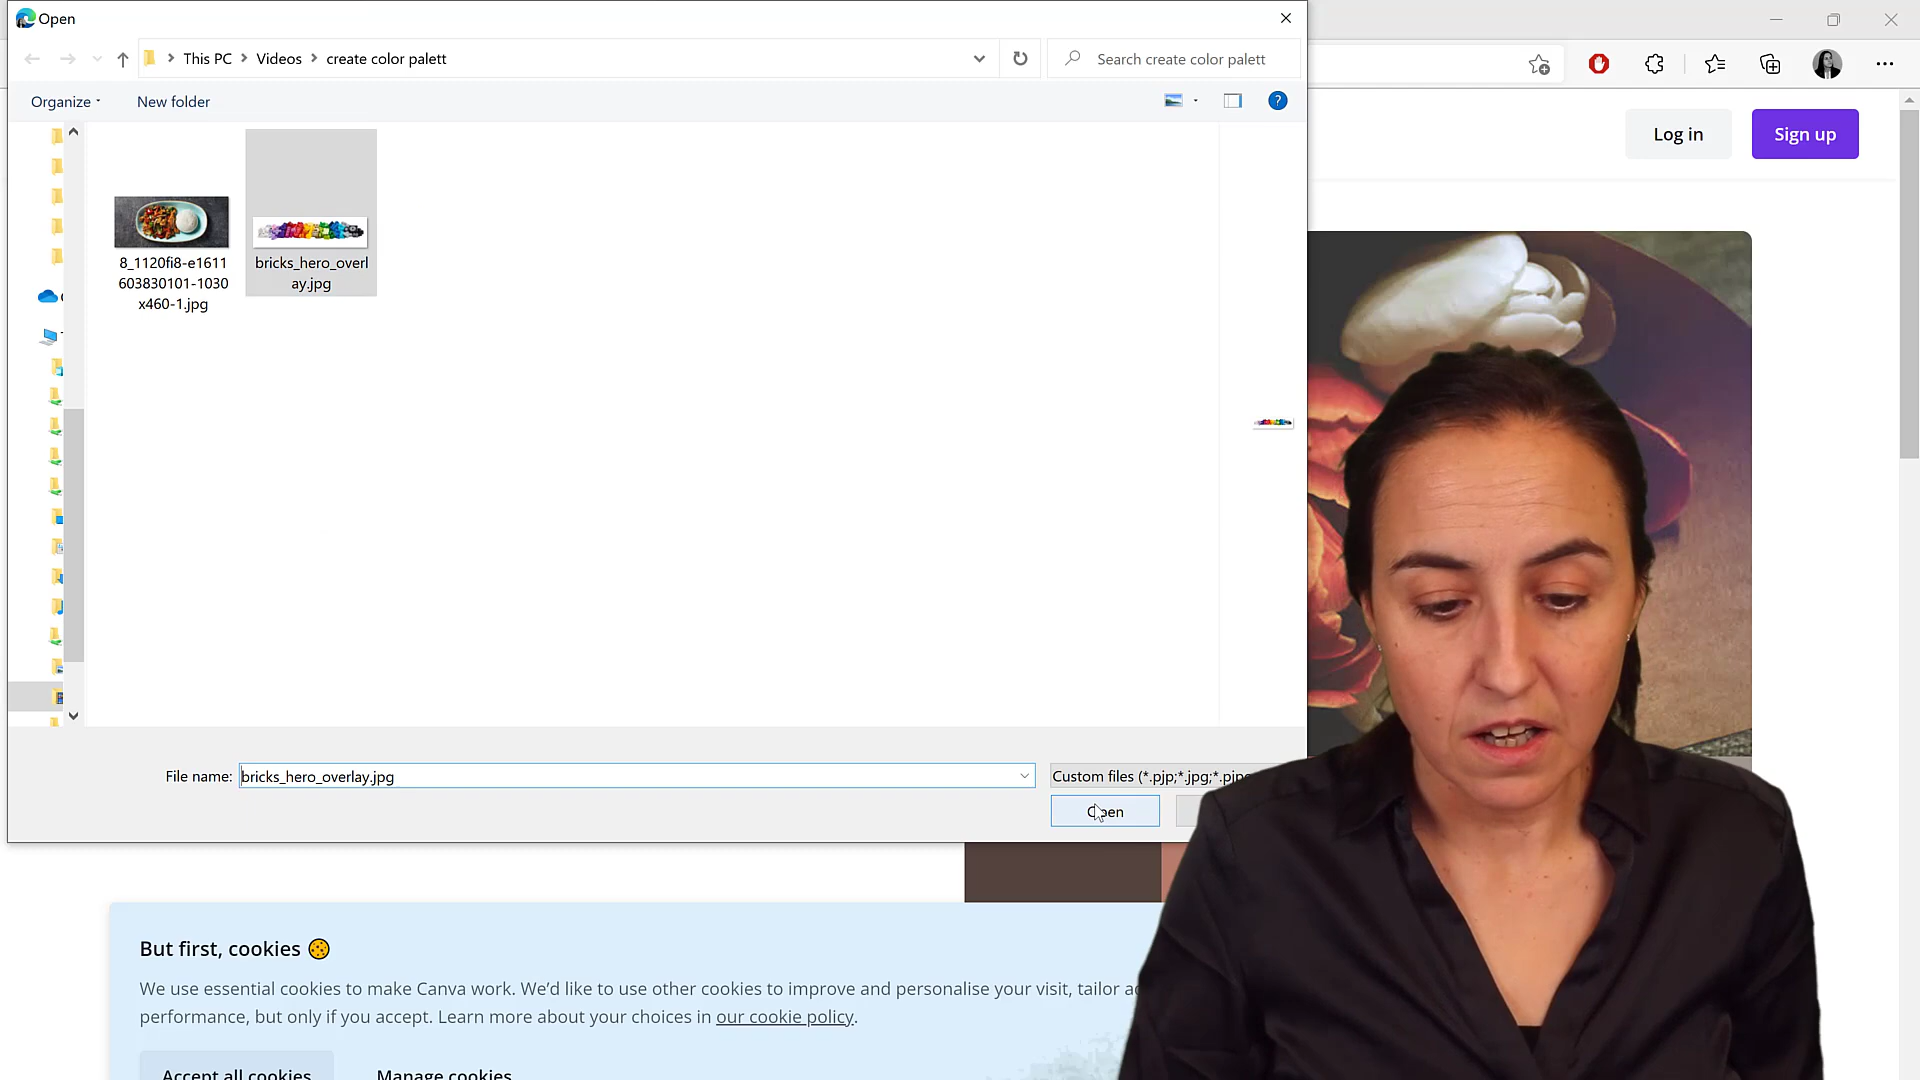 Open
This PC > Videos > create color palett
Search create color palett
Organize
New folder
Log in
Sign up
8_1120fi8-e1611
603830101-1030
x460-1.jpg
bricks_hero_overl
ay.jpg
File name:
bricks_hero_overlay.jpg
Custom files (*.pjp;*.jpg;*.pjpe
Open
But first, cookies
We use essential cookies to make Canva work. We'd like to use other cookies to improve and personalise your visit, tailor a
performance, but only if you accept. Learn more about your choices in our cookie policy.
Accept all cookies
Manage cookies